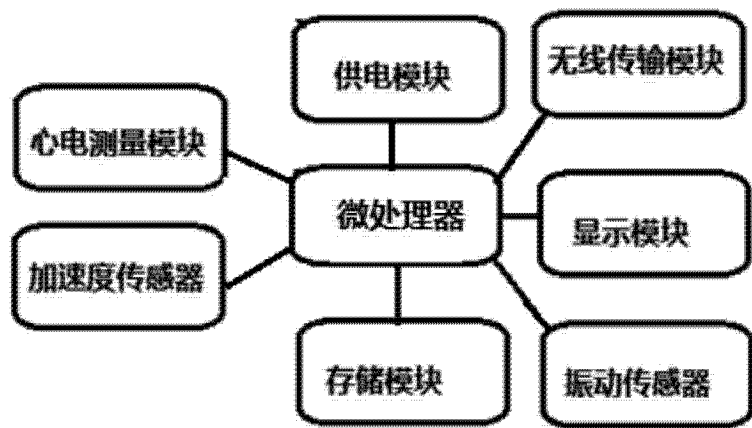 供电模块
无线传输模块
心电测量模块
微处理器
显示模块
加速度传感器
存储模块
振动传感器